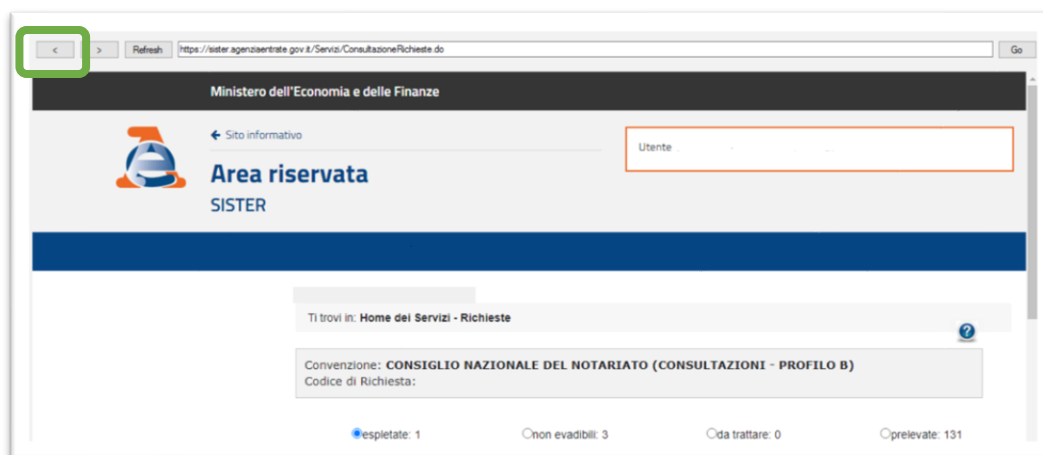 < > Refresh https://sister.agenziaentrate.gov.it/Servizi/ConsultazioneRichieste.do Go
Ministero dell'Economia e delle Finanze
← Sito informativo
Utente
Area riservata
SISTER
Ti trovi in: Home dei Servizi - Richieste
?
Convenzione: CONSIGLIO NAZIONALE DEL NOTARIATO (CONSULTAZIONI - PROFILO B)
Codice di Richiesta:
espletate: 1 non evadibili: 3 da trattare: 0 prelevate: 131